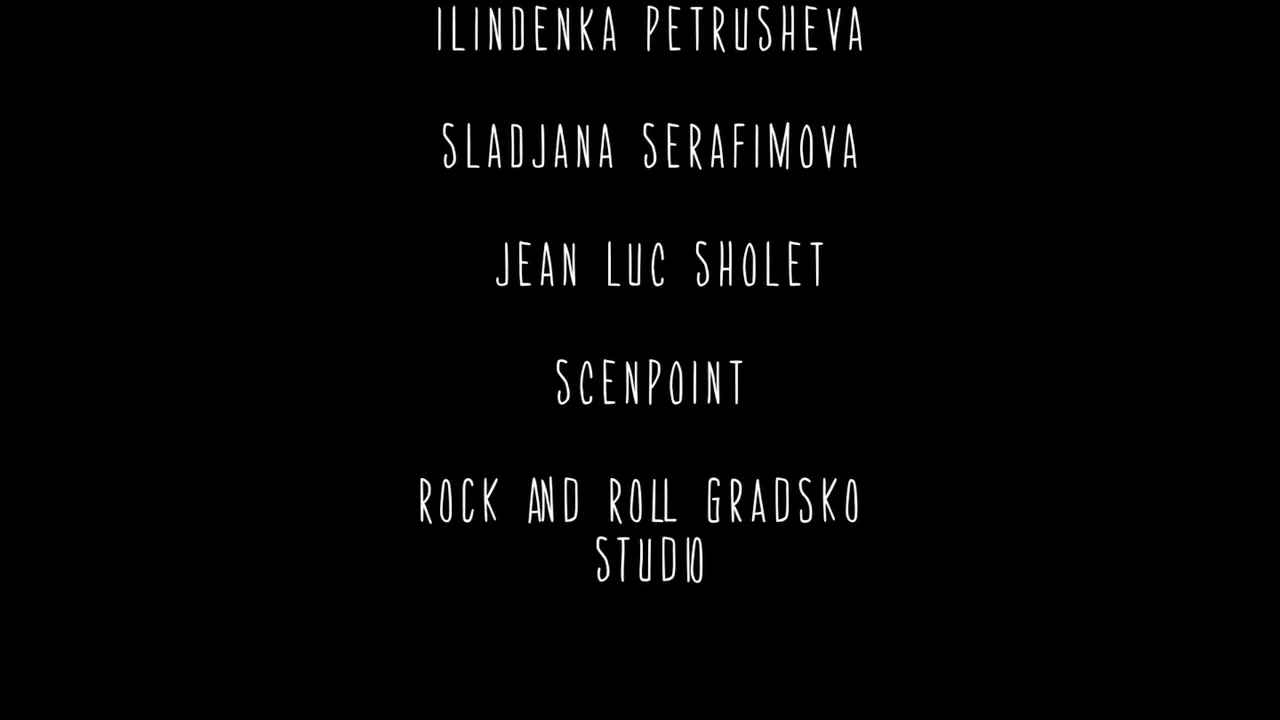 ILINDENKA PETRUSHEVA
SLADJANA SERAFIMOVA
JEAN LUC SHOLET
SCENPOINT
ROCK AND ROLL GRADSKO
STUDIO